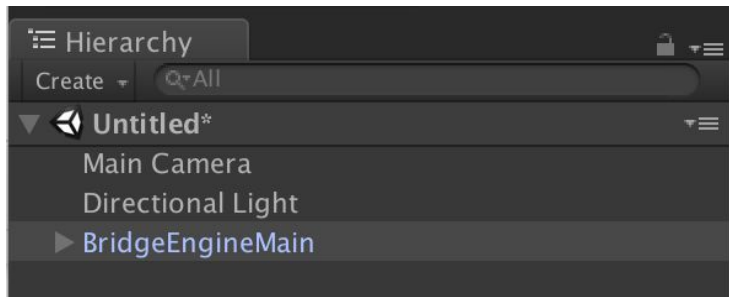 Hierarchy
Create All
Untitled*
Main Camera
Directional Light
BridgeEngineMain